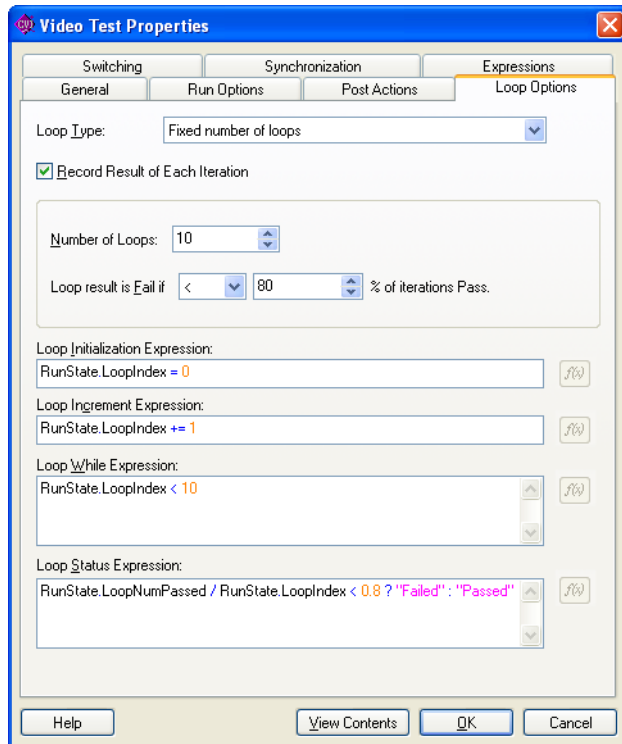 CVI Video Test Properties
Switching Synchronization Expressions
General Run Options Post Actions Loop Options
Loop Type: Fixed number of loops
Record Result of Each Iteration
Number of Loops: 10
Loop result is Fail if < 80 % of iterations Pass.
Loop Initialization Expression:
RunState.LoopIndex = 0 f(x)
Loop Increment Expression:
RunState.LoopIndex += 1 f(x)
Loop While Expression:
RunState.LoopIndex < 10 f(x)
Loop Status Expression:
RunState.LoopNumPassed / RunState.LoopIndex < 0.8 ? "Failed" : "Passed" f(x)
Help View Contents OK Cancel